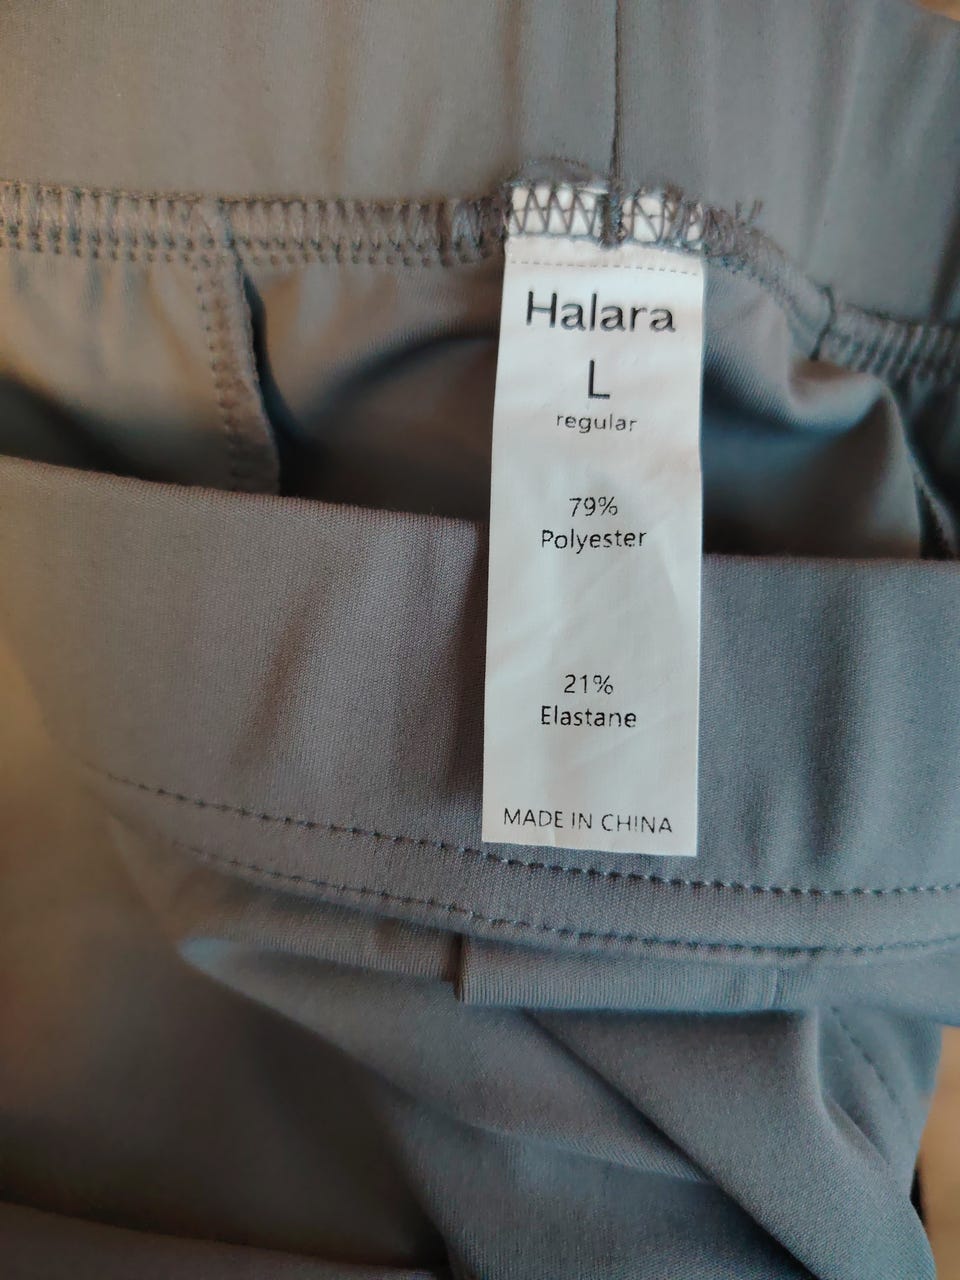 Halara
L
regular
79%
Polyester
21%
Elastane
MADE IN CHINA